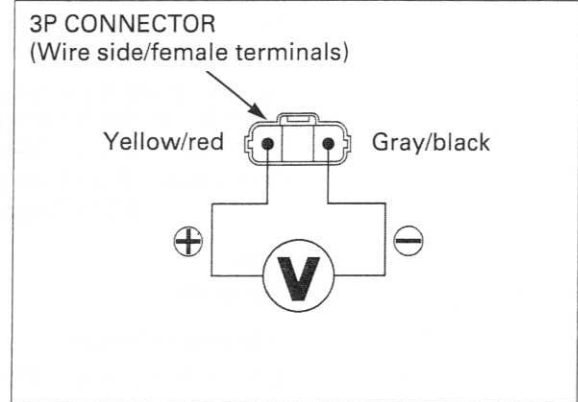 3P CONNECTOR
(Wire side/female terminals)
Yellow/red
Gray/black
+
−
V